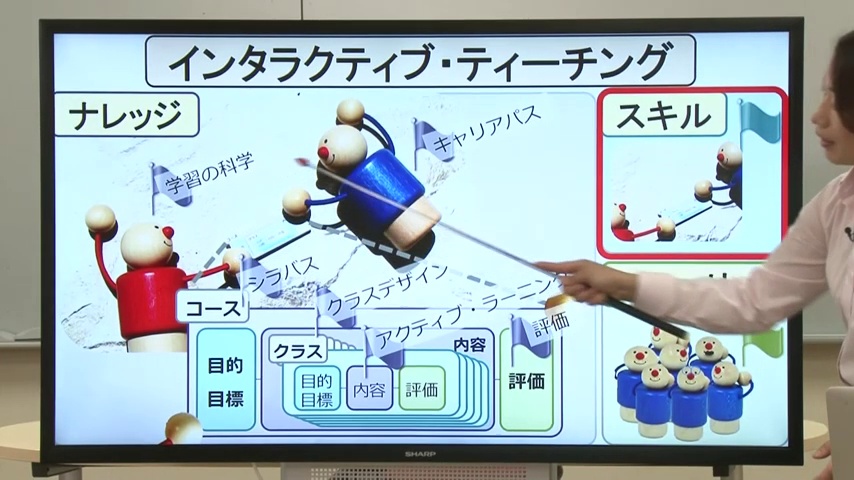 インタラクティブ・ティーチング
ナレッジ
スキル
キャリアパス
学習の科学
シラバス
クラスデザイン
アクティブ・ラーニング
評価
コース
目的
目標
クラス
内容
目的
目標
内容
評価
評価
SHARP